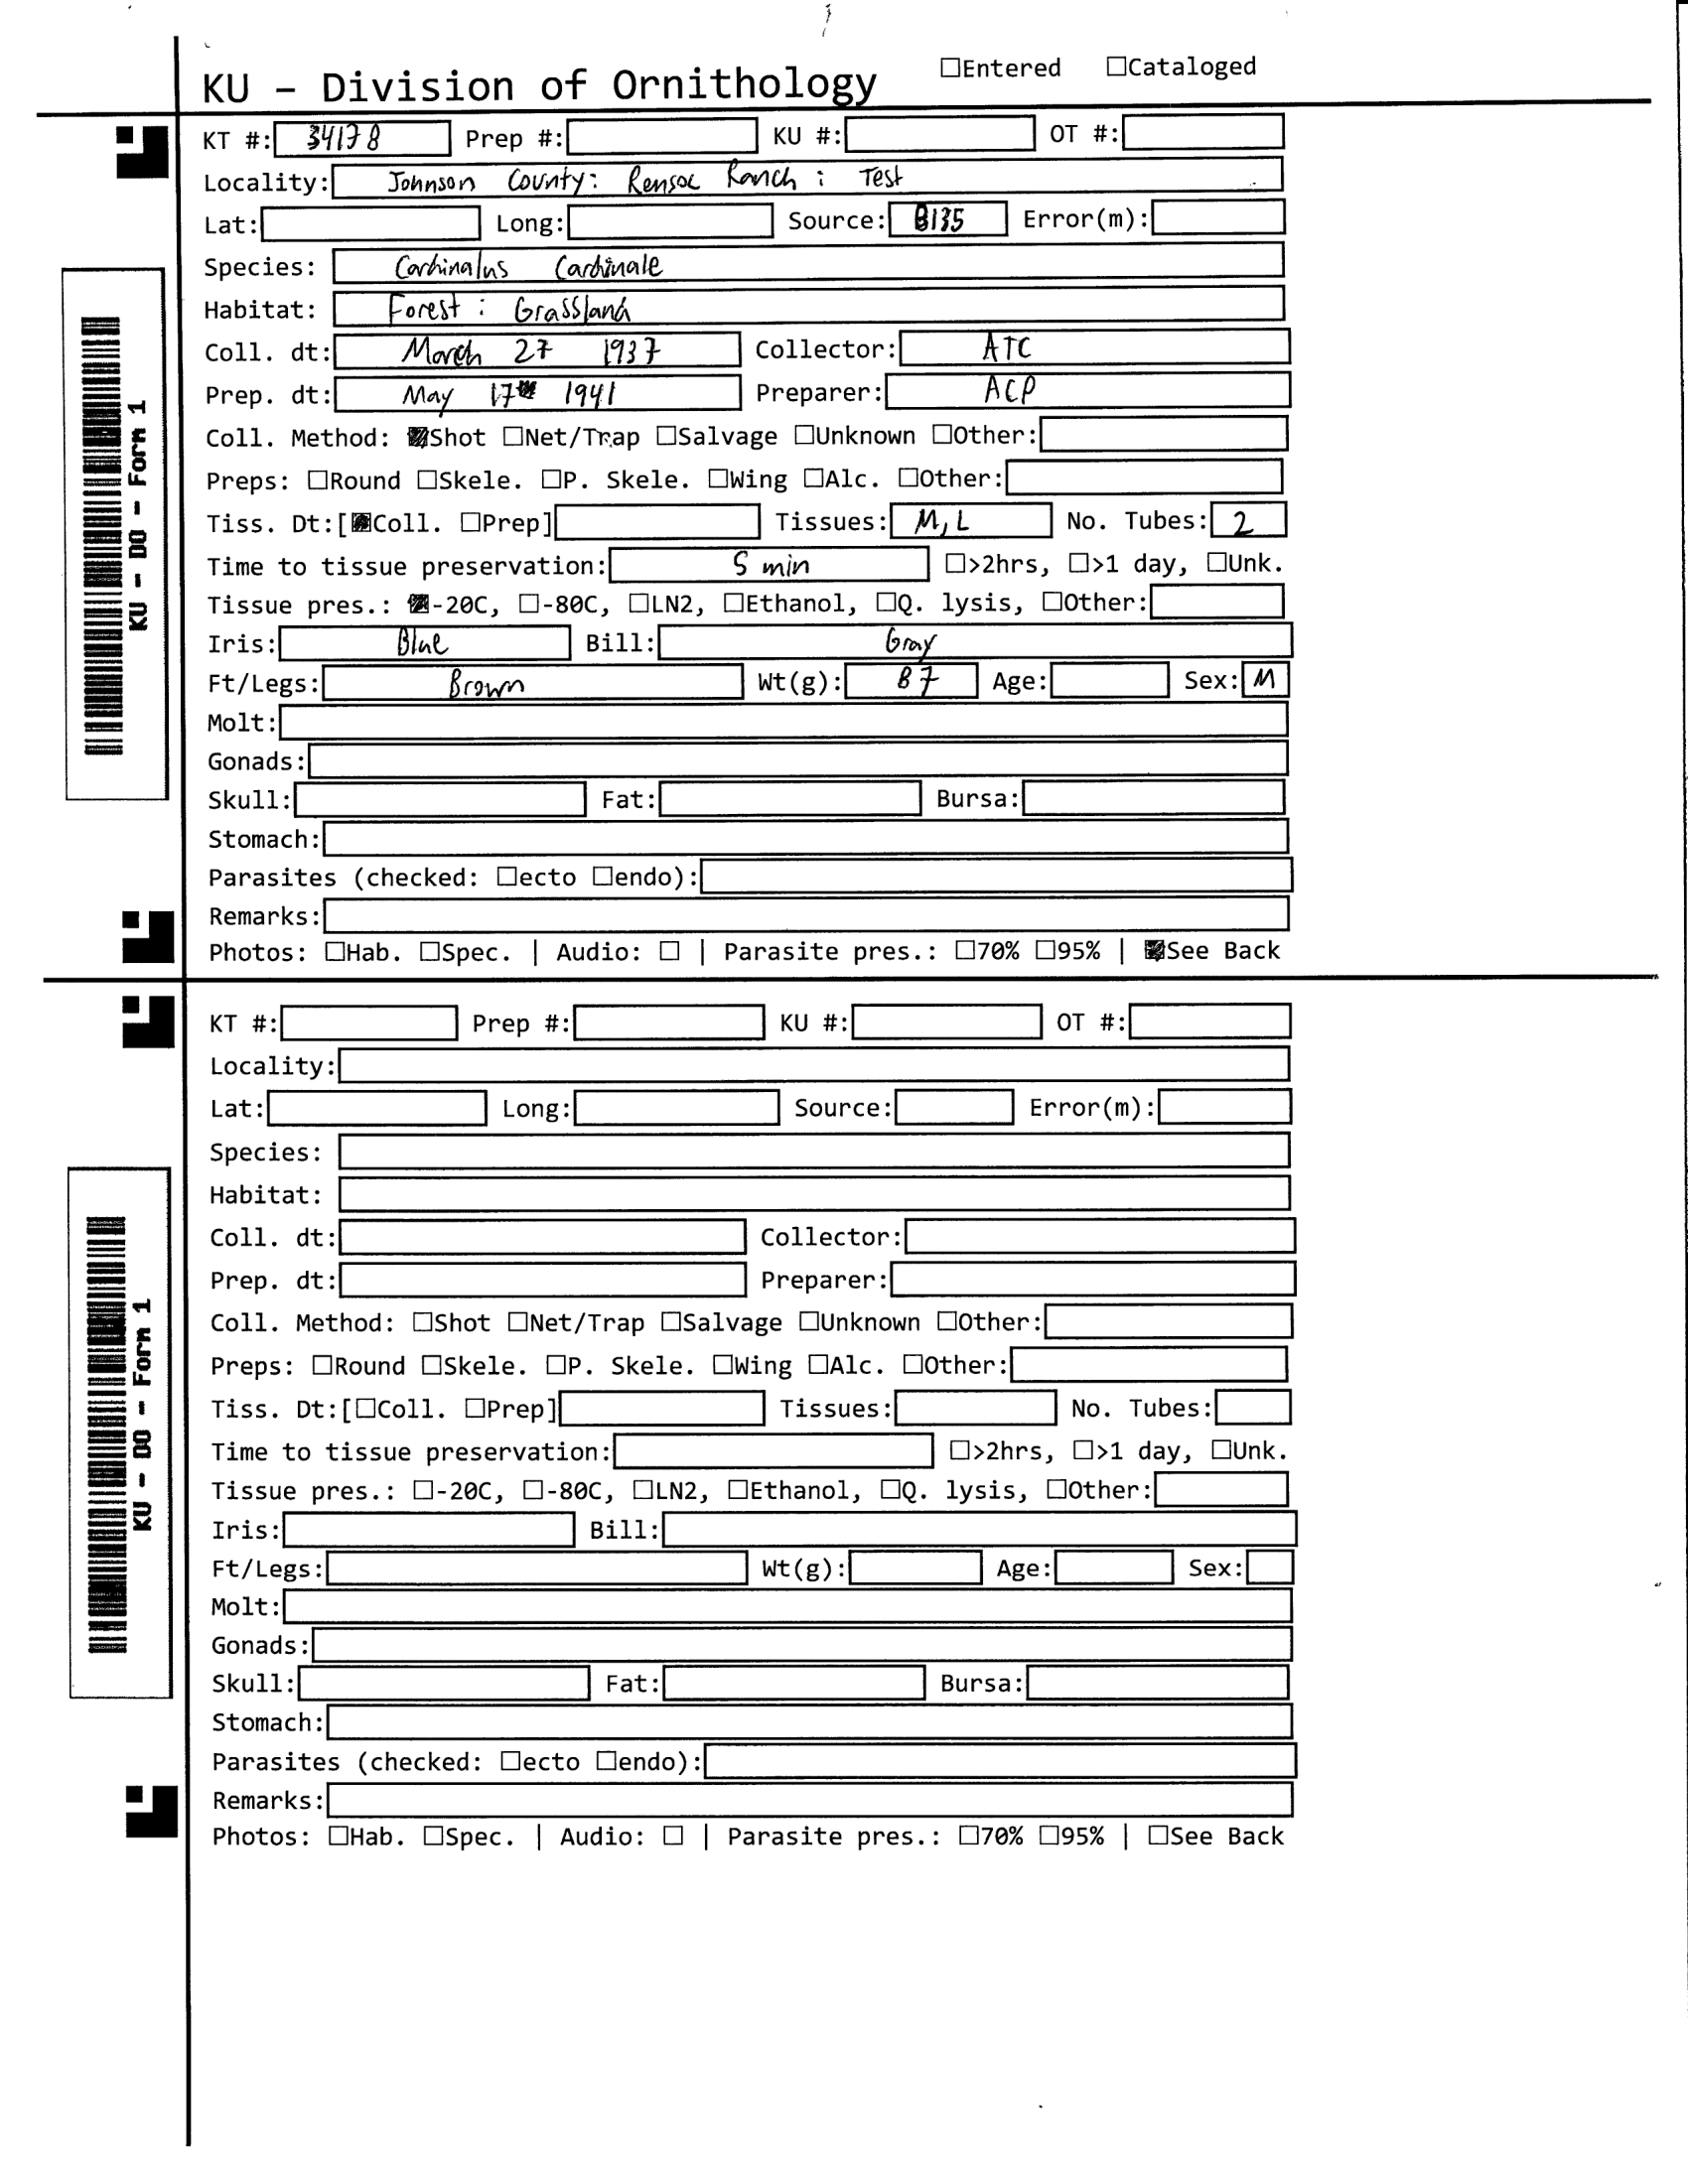 KU – Division of Ornithology ☐Entered ☐Cataloged
KT #: 34178 Prep #: KU #: OT #:
Locality: Johnson County: Rensoc Ranch : Test
Lat: Long: Source: B135 Error(m):
Species: Cardinalus Cardinale
Habitat: Forest : Grassland
Coll. dt: March 27 1937 Collector: ATC
Prep. dt: May 17th 1941 Preparer: ACP
Coll. Method: ☒Shot ☐Net/Trap ☐Salvage ☐Unknown ☐Other:
Preps: ☐Round ☐Skele. ☐P. Skele. ☐Wing ☐Alc. ☐Other:
Tiss. Dt:[☒Coll. ☐Prep] Tissues: M, L No. Tubes: 2
Time to tissue preservation: 5 min ☐>2hrs, ☐>1 day, ☐Unk.
Tissue pres.: ☒-20C, ☐-80C, ☐LN2, ☐Ethanol, ☐Q. lysis, ☐Other:
Iris: Blue Bill: Gray
Ft/Legs: Brown Wt(g): 87 Age: Sex: M
Molt:
Gonads:
Skull: Fat: Bursa:
Stomach:
Parasites (checked: ☐ecto ☐endo):
Remarks:
Photos: ☐Hab. ☐Spec. | Audio: ☐ | Parasite pres.: ☐70% ☐95% | ☒See Back
KU - DO - Form 1
KT #: Prep #: KU #: OT #:
Locality:
Lat: Long: Source: Error(m):
Species:
Habitat:
Coll. dt: Collector:
Prep. dt: Preparer:
Coll. Method: ☐Shot ☐Net/Trap ☐Salvage ☐Unknown ☐Other:
Preps: ☐Round ☐Skele. ☐P. Skele. ☐Wing ☐Alc. ☐Other:
Tiss. Dt:[☐Coll. ☐Prep] Tissues: No. Tubes:
Time to tissue preservation: ☐>2hrs, ☐>1 day, ☐Unk.
Tissue pres.: ☐-20C, ☐-80C, ☐LN2, ☐Ethanol, ☐Q. lysis, ☐Other:
Iris: Bill:
Ft/Legs: Wt(g): Age: Sex:
Molt:
Gonads:
Skull: Fat: Bursa:
Stomach:
Parasites (checked: ☐ecto ☐endo):
Remarks:
Photos: ☐Hab. ☐Spec. | Audio: ☐ | Parasite pres.: ☐70% ☐95% | ☐See Back
KU - DO - Form 1